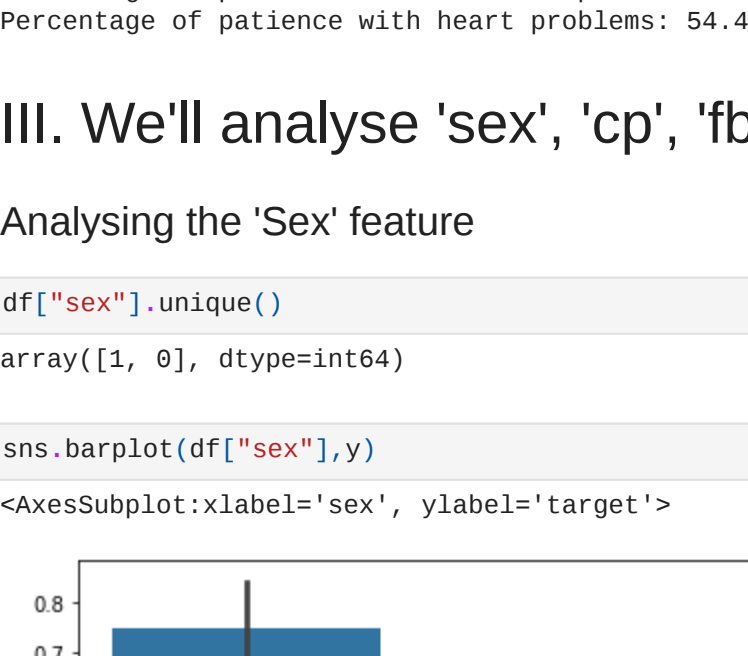 Percentage of patience with heart problems: 54.4
III. We'll analyse 'sex', 'cp', 'fb
Analysing the 'Sex' feature
df["sex"].unique()
array([1, 0], dtype=int64)
sns.barplot(df["sex"],y)
<AxesSubplot:xlabel='sex', ylabel='target'>
0.8
0.7